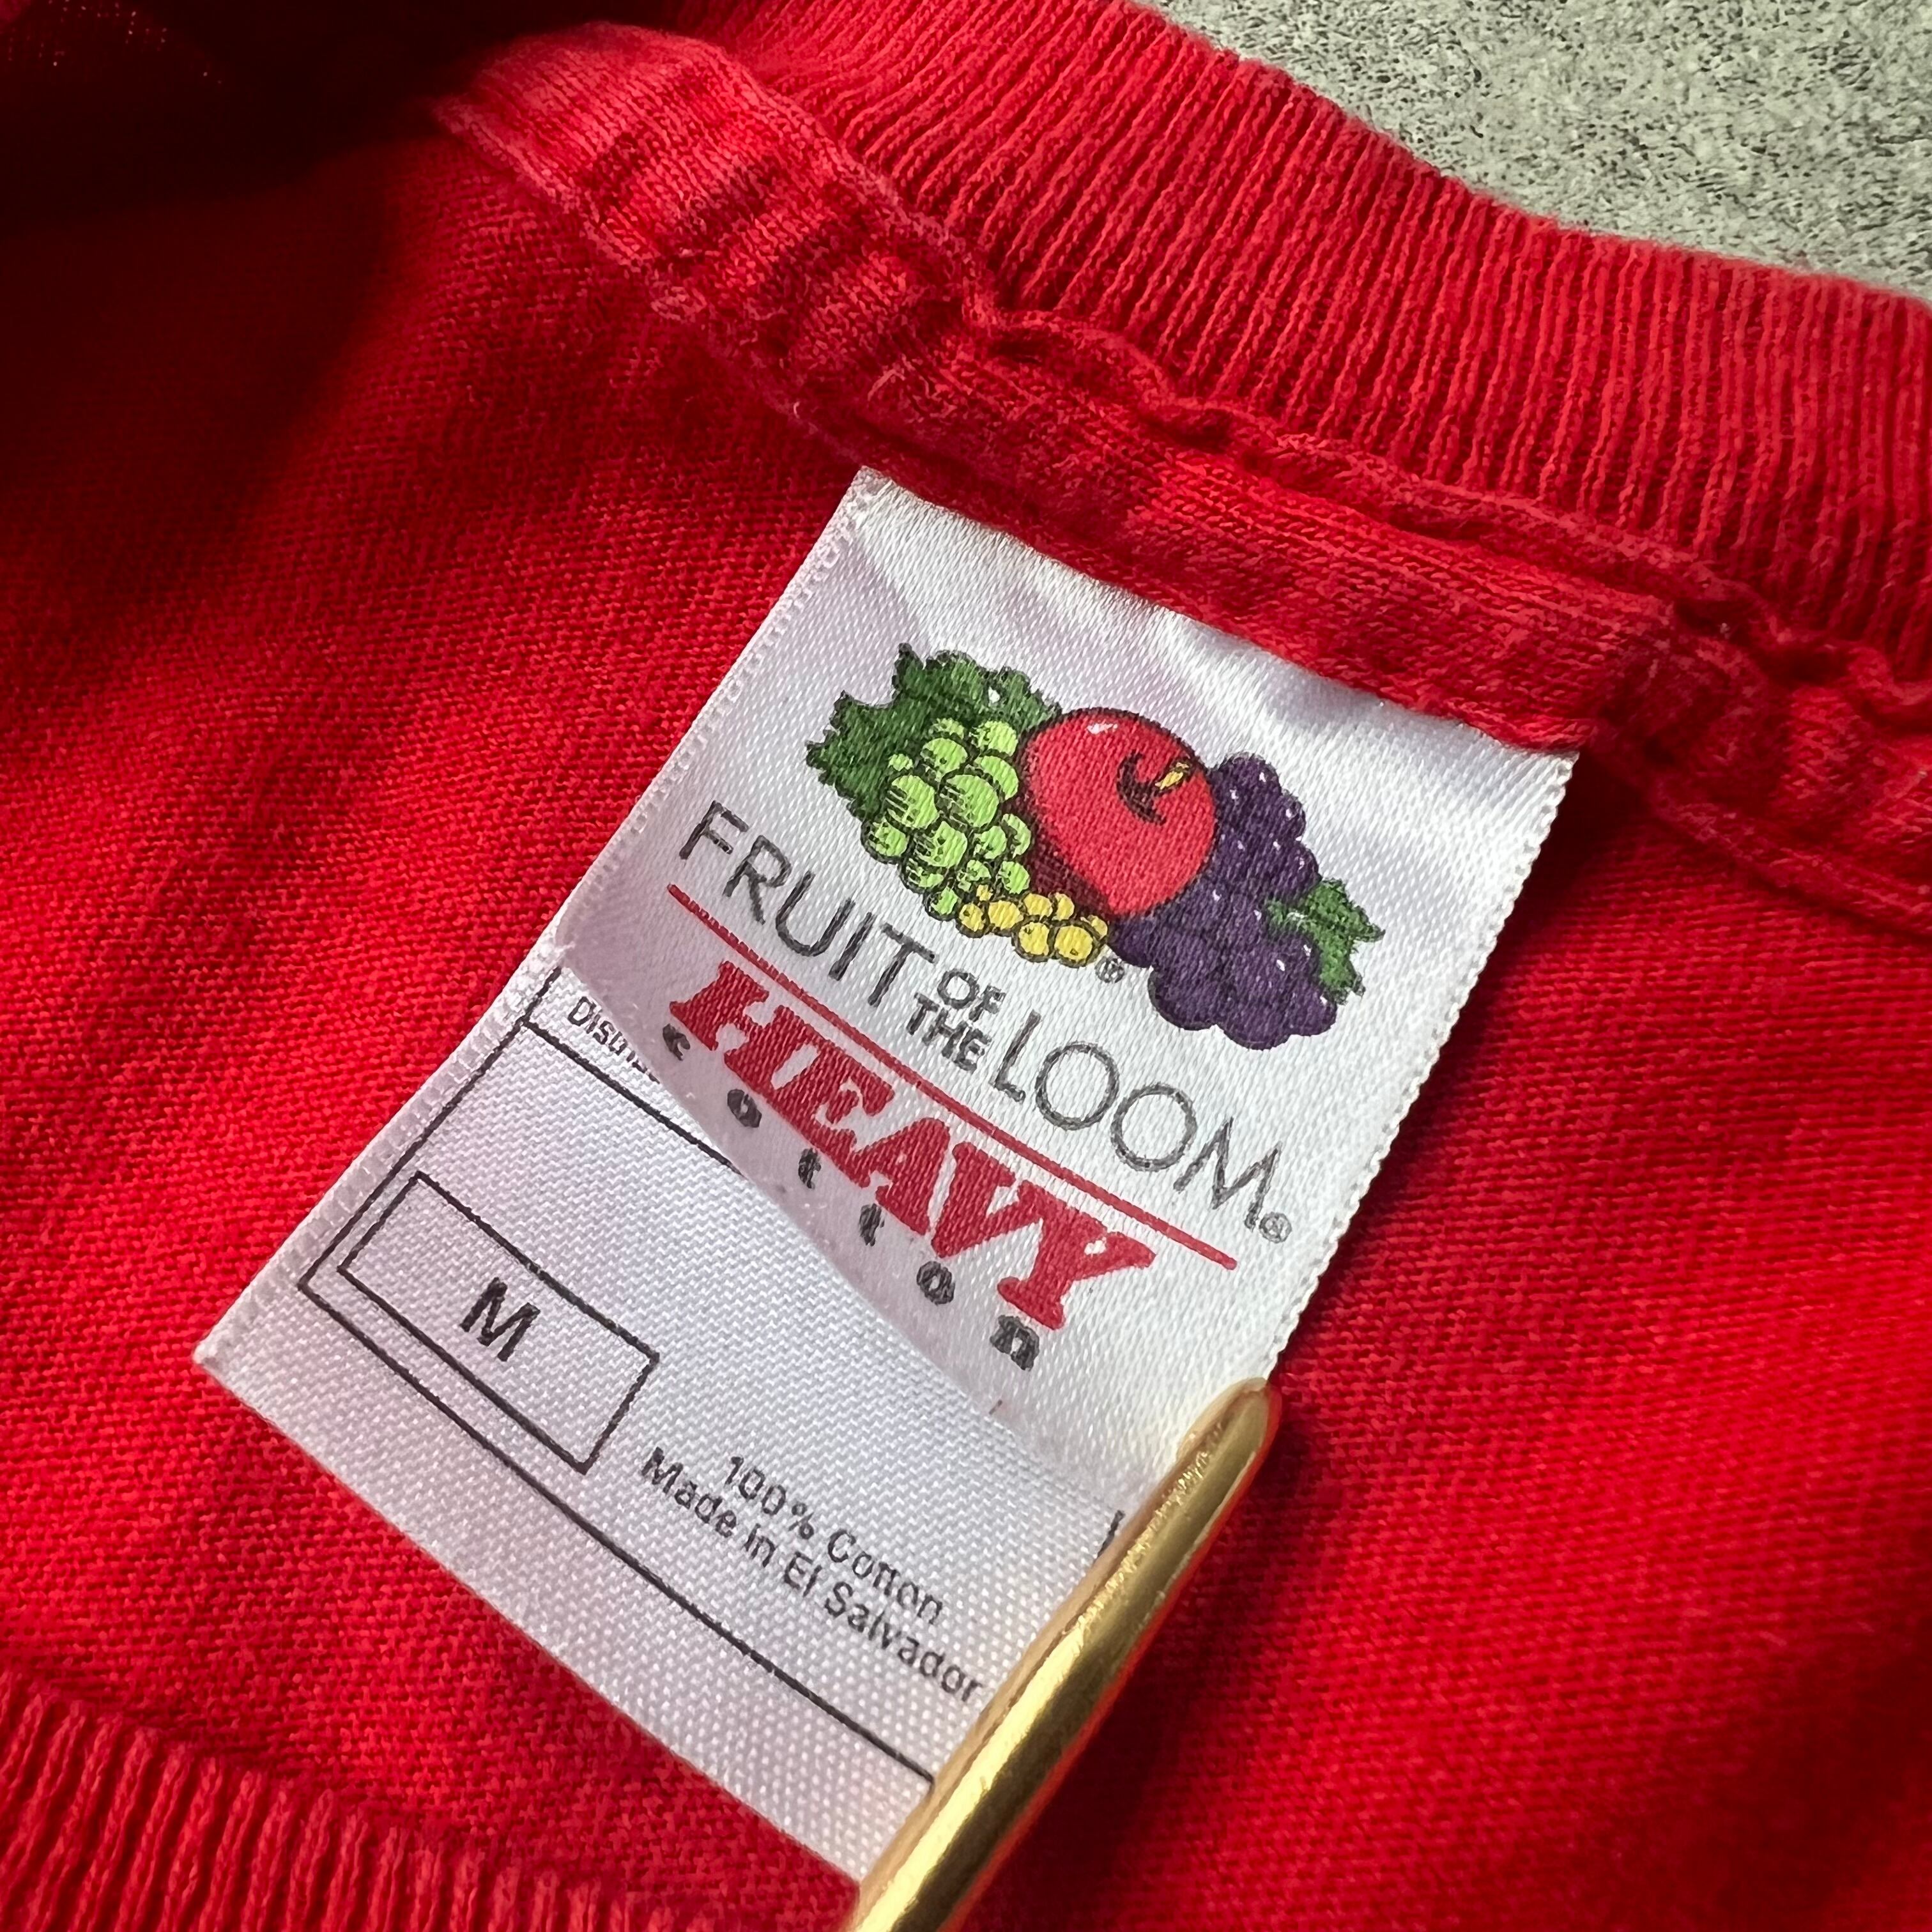 ®
FRUIT OF THE LOOM®
HEAVY
cotton
M
100% Cotton
Made in El Salvador